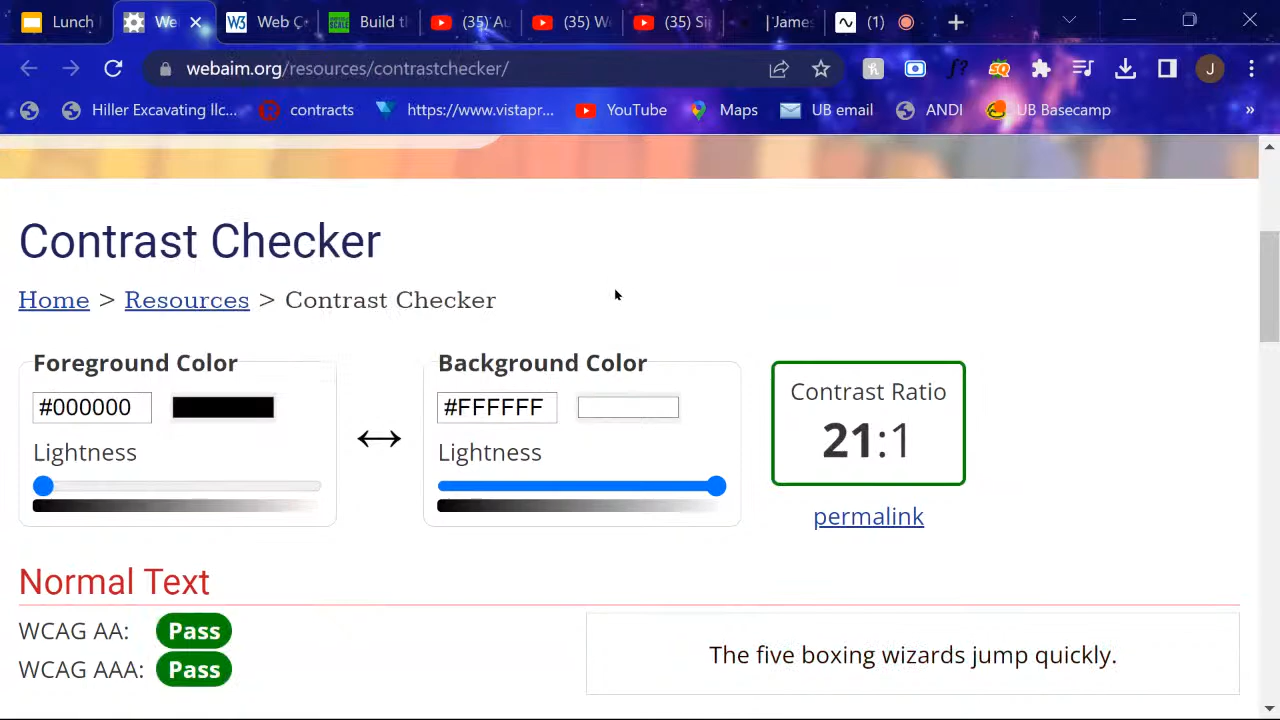 Lunch
We
Web C
Build th
(35) Au
(35) We
(35) Sig
| James
(1)
webaim.org/resources/contrastchecker/
J
Hiller Excavating llc...
contracts
https://www.vistapr...
YouTube
Maps
UB email
ANDI
UB Basecamp
»
Contrast Checker
Home > Resources > Contrast Checker
Foreground Color
#000000
Lightness
Background Color
#FFFFFF
Lightness
Contrast Ratio
21:1
permalink
Normal Text
WCAG AA: Pass
WCAG AAA: Pass
The five boxing wizards jump quickly.